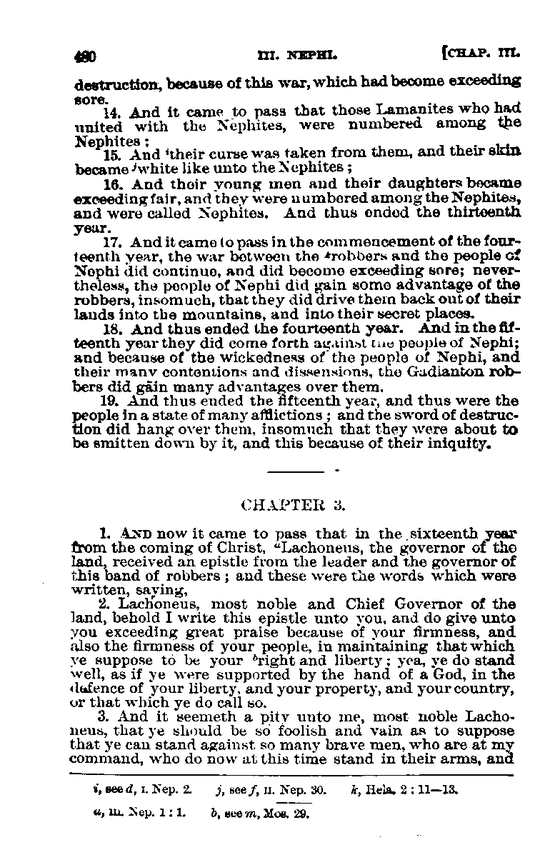 480 III. NEPHI. [CHAP. III.
destruction, because of this war, which had become exceeding
sore.
14. And it came to pass that those Lamanites who had
united with the Nephites, were numbered among the
Nephites :
15. And ⁱtheir curse was taken from them, and their skin
became ʲwhite like unto the Nephites ;
16. And their young men and their daughters became
exceeding fair, and they were numbered among the Nephites,
and were called Nephites. And thus ended the thirteenth
year.
17. And it came to pass in the commencement of the four-
teenth year, the war between the ᵏrobbers and the people of
Nephi did continue, and did become exceeding sore; never-
theless, the people of Nephi did gain some advantage of the
robbers, insomuch, that they did drive them back out of their
lands into the mountains, and into their secret places.
18. And thus ended the fourteenth year. And in the fif-
teenth year they did come forth against the people of Nephi;
and because of the wickedness of the people of Nephi, and
their many contentions and dissensions, the Gadianton rob-
bers did gain many advantages over them.
19. And thus ended the fifteenth year, and thus were the
people in a state of many afflictions ; and the sword of destruc-
tion did hang over them, insomuch that they were about to
be smitten down by it, and this because of their iniquity.
CHAPTER 3.
1. AND now it came to pass that in the sixteenth year
from the coming of Christ, ᵃLachoneus, the governor of the
land, received an epistle from the leader and the governor of
this band of robbers ; and these were the words which were
written, saying,
2. Lachoneus, most noble and Chief Governor of the
land, behold I write this epistle unto you, and do give unto
you exceeding great praise because of your firmness, and
also the firmness of your people, in maintaining that which
ye suppose to be your ᵇright and liberty ; yea, ye do stand
well, as if ye were supported by the hand of a God, in the
defence of your liberty, and your property, and your country,
or that which ye do call so.
3. And it seemeth a pity unto me, most noble Lacho-
neus, that ye should be so foolish and vain as to suppose
that ye can stand against so many brave men, who are at my
command, who do now at this time stand in their arms, and
i, see d, I. Nep. 2. j, see f, II. Nep. 30. k, Hela. 2 : 11—13.
a, III. Nep. 1 : 1. b, see m, Mos. 29.